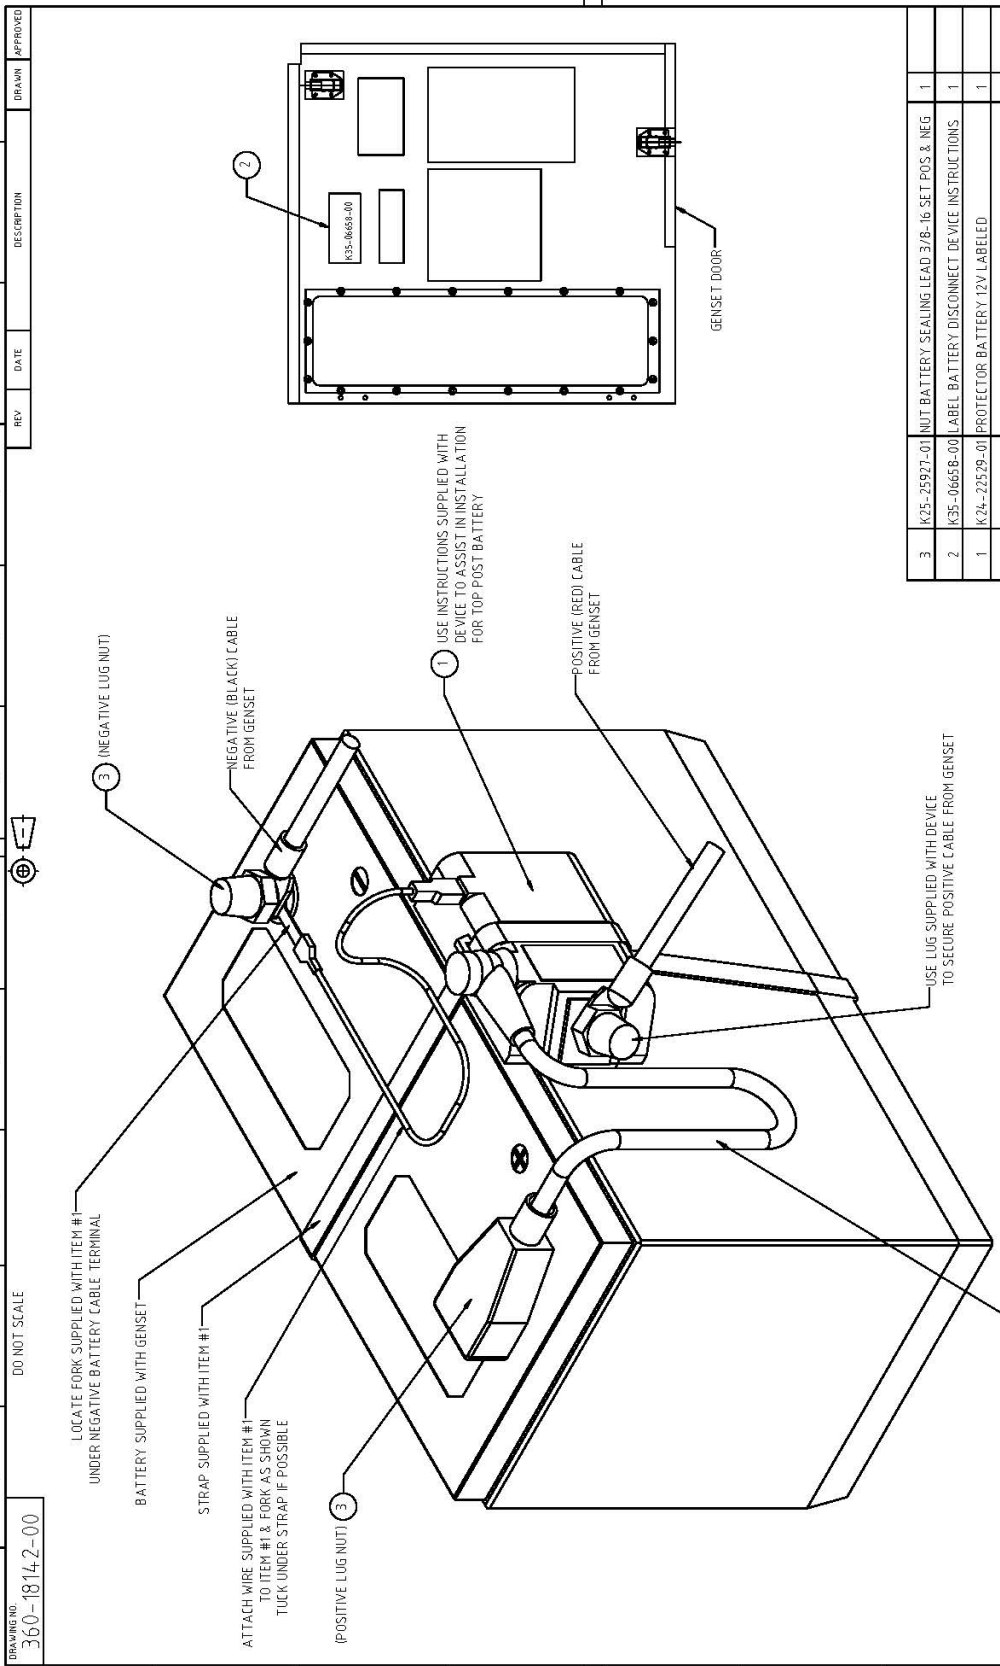 DRAWING NO.
360-18142-00
DO NOT SCALE
REV DATE DESCRIPTION DRAWN APPROVED
LOCATE FORK SUPPLIED WITH ITEM #1
UNDER NEGATIVE BATTERY CABLE TERMINAL
BATTERY SUPPLIED WITH GENSET
STRAP SUPPLIED WITH ITEM #1
ATTACH WIRE SUPPLIED WITH ITEM #1
TO ITEM #1 & FORK AS SHOWN
TUCK UNDER STRAP IF POSSIBLE
(POSITIVE LUG NUT) 3
3 (NEGATIVE LUG NUT)
NEGATIVE (BLACK) CABLE
FROM GENSET
1 USE INSTRUCTIONS SUPPLIED WITH
DEVICE TO ASSIST IN INSTALLATION
FOR TOP POST BATTERY
POSITIVE (RED) CABLE
FROM GENSET
USE LUG SUPPLIED WITH DEVICE
TO SECURE POSITIVE CABLE FROM GENSET
2
K35-06658-00
GENSET DOOR
3 K25-25927-01 NUT BATTERY SEALING LEAD 3/8-16 SET POS & NEG 1
2 K35-06658-00 LABEL BATTERY DISCONNECT DEVICE INSTRUCTIONS 1
1 K24-22529-01 PROTECTOR BATTERY 12V LABELED 1